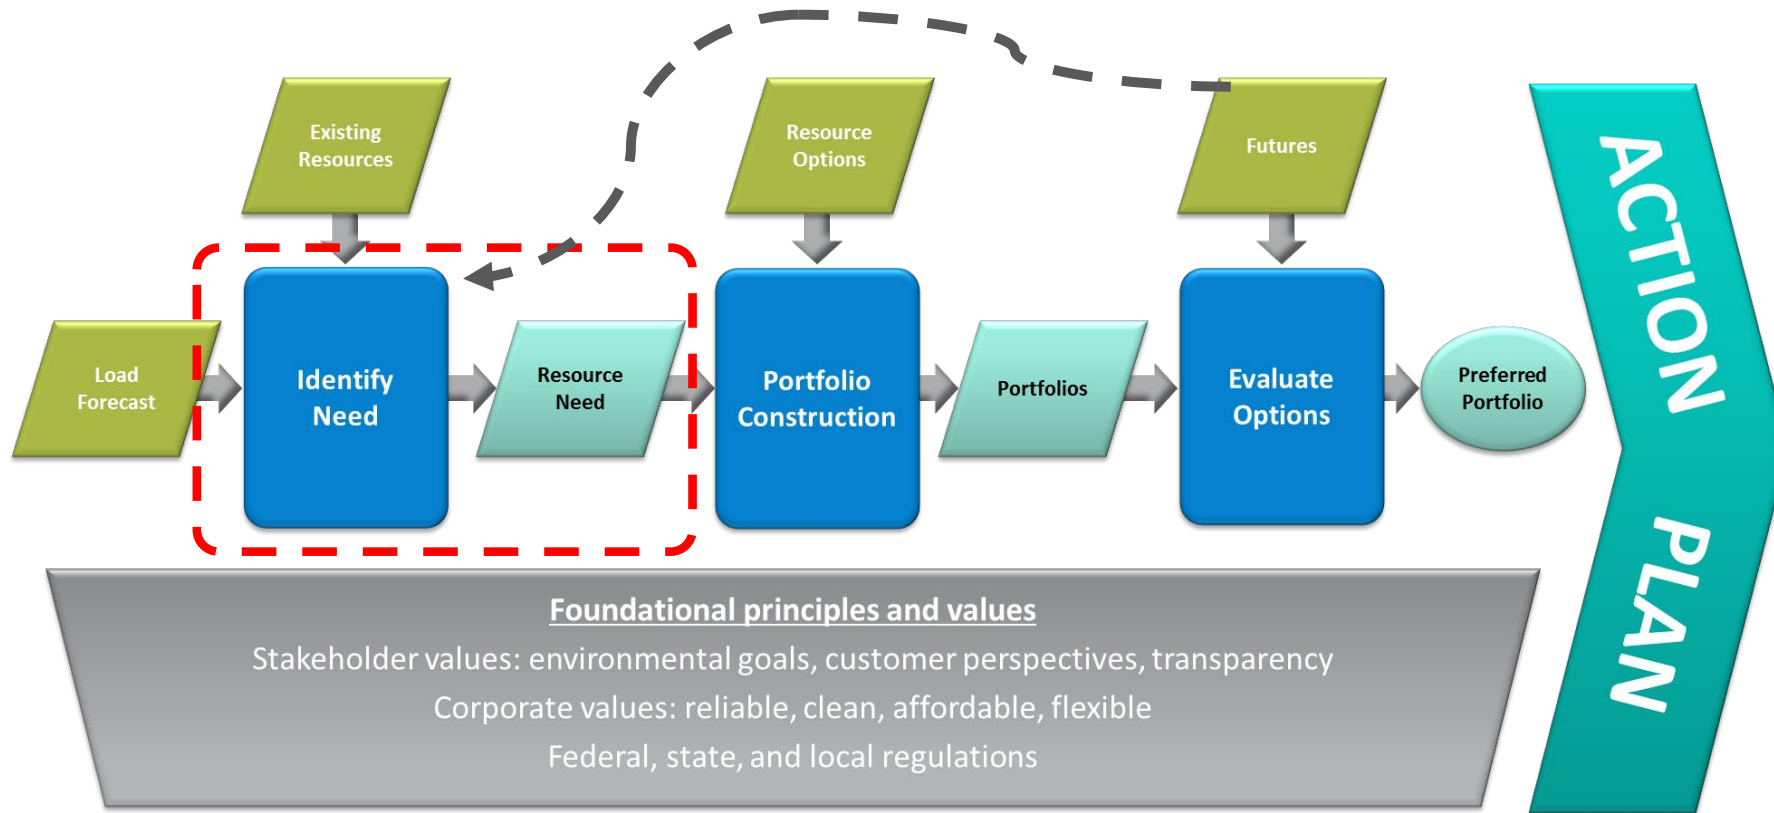 Existing
Resources
Resource
Options
Futures
Load
Forecast
Identify
Need
Resource
Need
Portfolio
Construction
Portfolios
Evaluate
Options
Preferred
Portfolio
ACTION
PLAN
Foundational principles and values
Stakeholder values: environmental goals, customer perspectives, transparency
Corporate values: reliable, clean, affordable, flexible
Federal, state, and local regulations